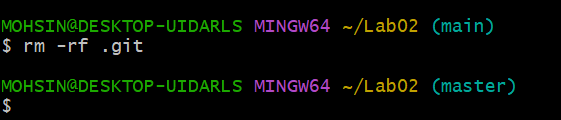 MOHSIN@DESKTOP-UIDARLS MINGW64 ~/Lab02 (main)
$ rm -rf .git
MOHSIN@DESKTOP-UIDARLS MINGW64 ~/Lab02 (master)
$